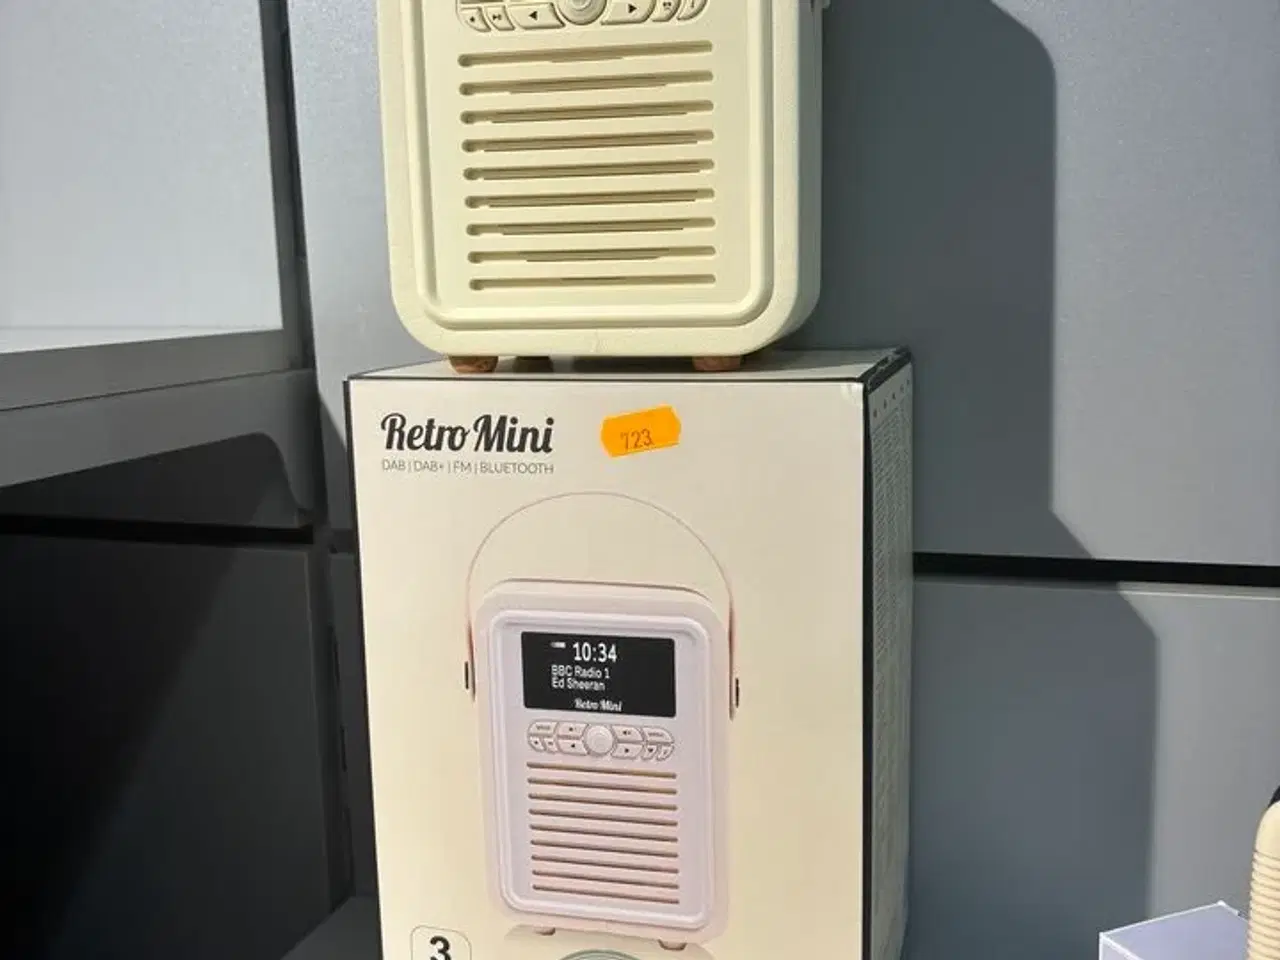 Retro Mini
723
DAB | DAB+ | FM | BLUETOOTH
10:34
BBC Radio 1
Ed Sheeran
Retro Mini
3